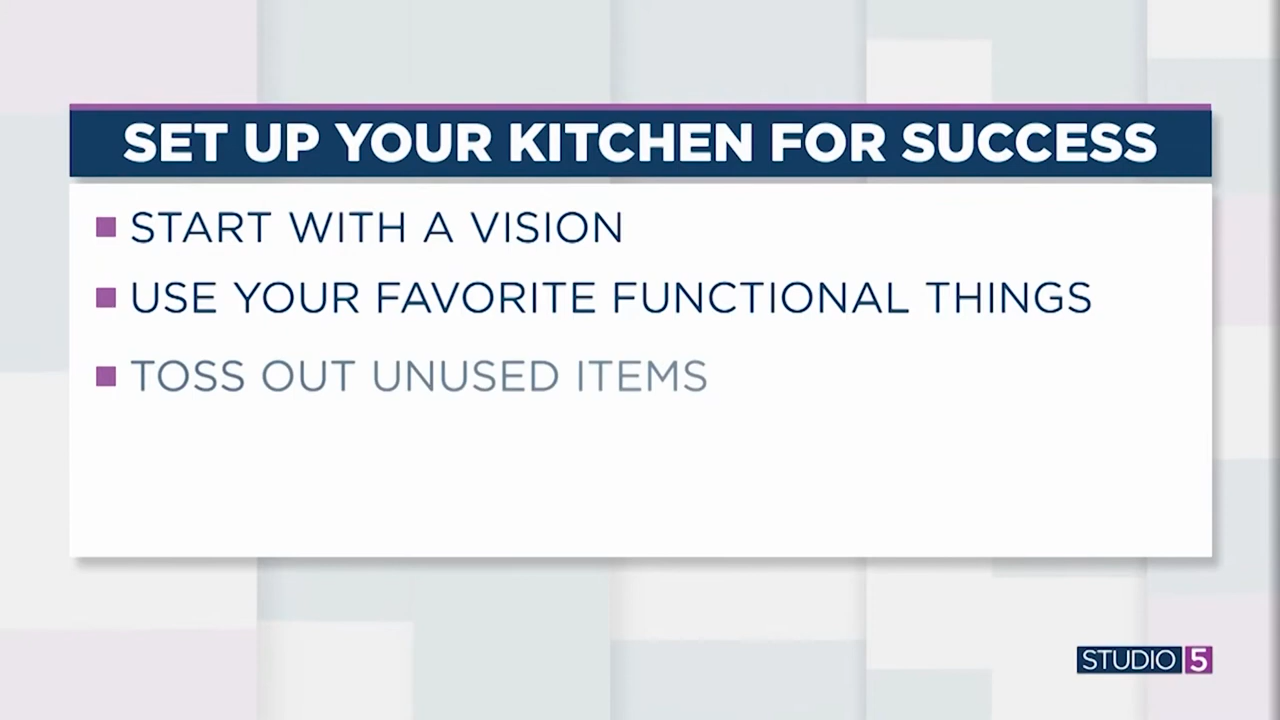 SET UP YOUR KITCHEN FOR SUCCESS
START WITH A VISION
USE YOUR FAVORITE FUNCTIONAL THINGS
TOSS OUT UNUSED ITEMS
STUDIO 5